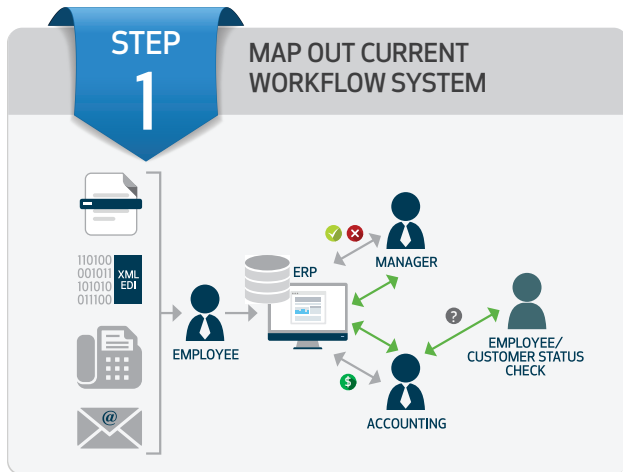 STEP
1
MAP OUT CURRENT
WORKFLOW SYSTEM
110100
001011
101010
011100
XML
EDI
@
EMPLOYEE
ERP
MANAGER
$
ACCOUNTING
?
EMPLOYEE/
CUSTOMER STATUS
CHECK